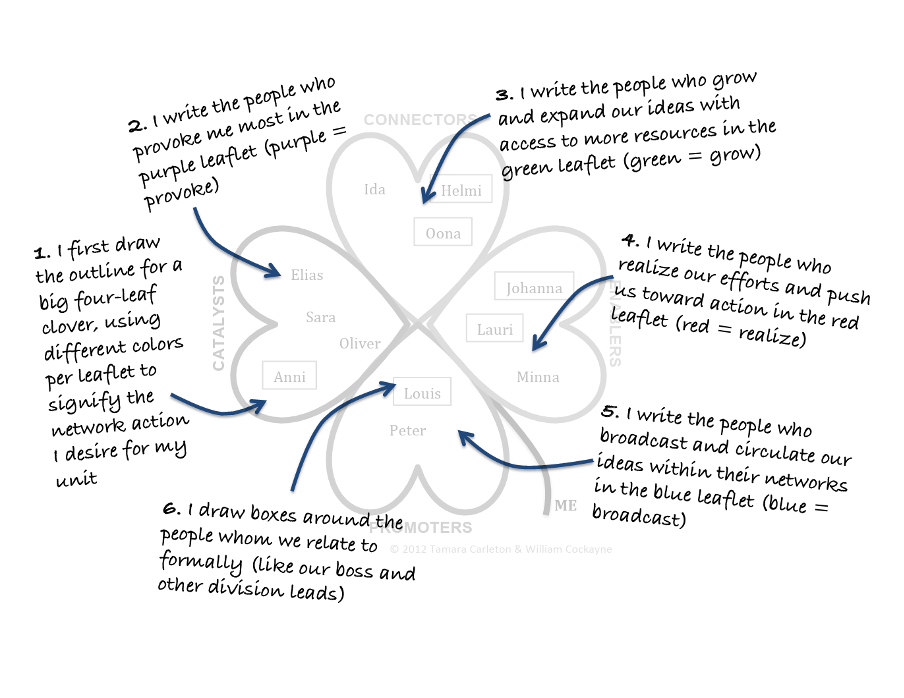 2. I write the people who
provoke me most in the
purple leaflet (purple =
provoke)
3. I write the people who grow
and expand our ideas with
access to more resources in the
green leaflet (green = grow)
CONNECTORS
Ida
Helmi
Oona
1. I first draw
the outline for a
big four-leaf
clover, using
different colors
per leaflet to
signify the
network action
I desire for my
unit
CATALYSTS
Elias
Sara
Oliver
Anni
4. I write the people who
realize our efforts and push
us toward action in the red
leaflet (red = realize)
ENABLERS
Johanna
Lauri
Minna
Louis
Peter
5. I write the people who
broadcast and circulate our
ideas within their networks
in the blue leaflet (blue =
broadcast)
ME
6. I draw boxes around the
people whom we relate to
formally (like our boss and
other division leads)
PROMOTERS
© 2012 Tamara Carleton & William Cockayne